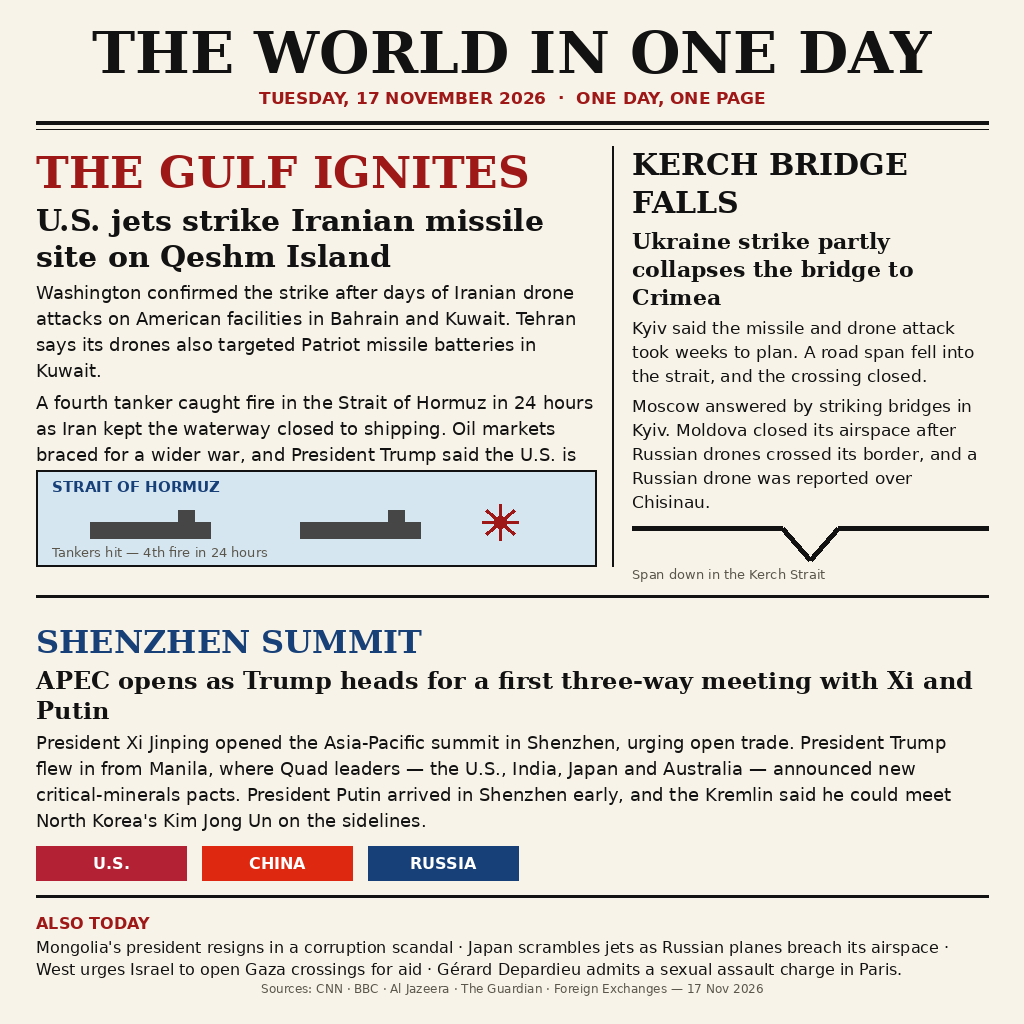 THE WORLD IN ONE DAY
TUESDAY, 17 NOVEMBER 2026 · ONE DAY, ONE PAGE
THE GULF IGNITES
U.S. jets strike Iranian missile
site on Qeshm Island
Washington confirmed the strike after days of Iranian drone
attacks on American facilities in Bahrain and Kuwait. Tehran
says its drones also targeted Patriot missile batteries in
Kuwait.
A fourth tanker caught fire in the Strait of Hormuz in 24 hours
as Iran kept the waterway closed to shipping. Oil markets
braced for a wider war, and President Trump said the U.S. is
STRAIT OF HORMUZ
Tankers hit — 4th fire in 24 hours
KERCH BRIDGE
FALLS
Ukraine strike partly
collapses the bridge to
Crimea
Kyiv said the missile and drone attack
took weeks to plan. A road span fell into
the strait, and the crossing closed.
Moscow answered by striking bridges in
Kyiv. Moldova closed its airspace after
Russian drones crossed its border, and a
Russian drone was reported over
Chisinau.
Span down in the Kerch Strait
SHENZHEN SUMMIT
APEC opens as Trump heads for a first three-way meeting with Xi and
Putin
President Xi Jinping opened the Asia-Pacific summit in Shenzhen, urging open trade. President Trump
flew in from Manila, where Quad leaders — the U.S., India, Japan and Australia — announced new
critical-minerals pacts. President Putin arrived in Shenzhen early, and the Kremlin said he could meet
North Korea's Kim Jong Un on the sidelines.
U.S.
CHINA
RUSSIA
ALSO TODAY
Mongolia's president resigns in a corruption scandal · Japan scrambles jets as Russian planes breach its airspace ·
West urges Israel to open Gaza crossings for aid · Gérard Depardieu admits a sexual assault charge in Paris.
Sources: CNN · BBC · Al Jazeera · The Guardian · Foreign Exchanges — 17 Nov 2026